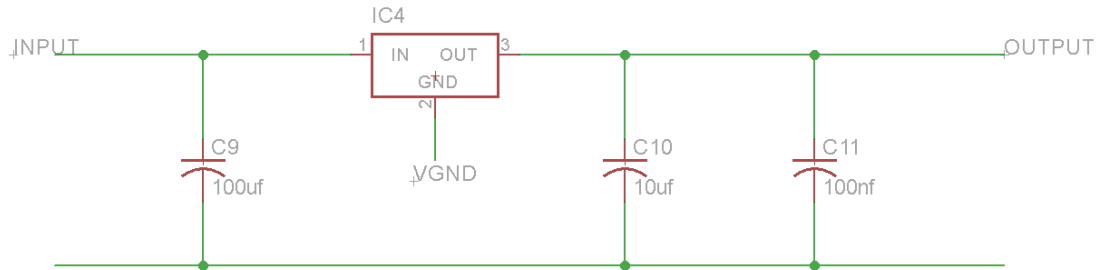 IC4
INPUT
1
IN
OUT
3
OUTPUT
GND
2
C9
100uf
VGND
C10
10uf
C11
100nf